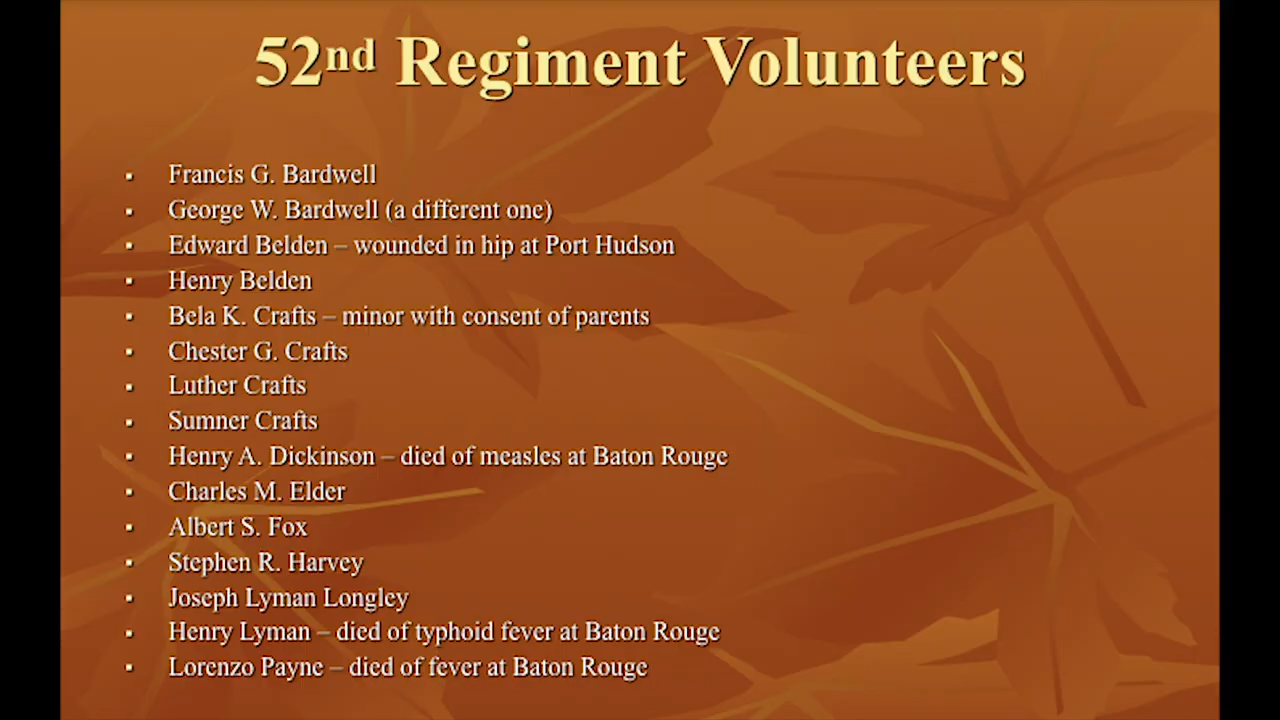 52nd Regiment Volunteers
▪ Francis G. Bardwell
▪ George W. Bardwell (a different one)
▪ Edward Belden – wounded in hip at Port Hudson
▪ Henry Belden
▪ Bela K. Crafts – minor with consent of parents
▪ Chester G. Crafts
▪ Luther Crafts
▪ Sumner Crafts
▪ Henry A. Dickinson – died of measles at Baton Rouge
▪ Charles M. Elder
▪ Albert S. Fox
▪ Stephen R. Harvey
▪ Joseph Lyman Longley
▪ Henry Lyman – died of typhoid fever at Baton Rouge
▪ Lorenzo Payne – died of fever at Baton Rouge